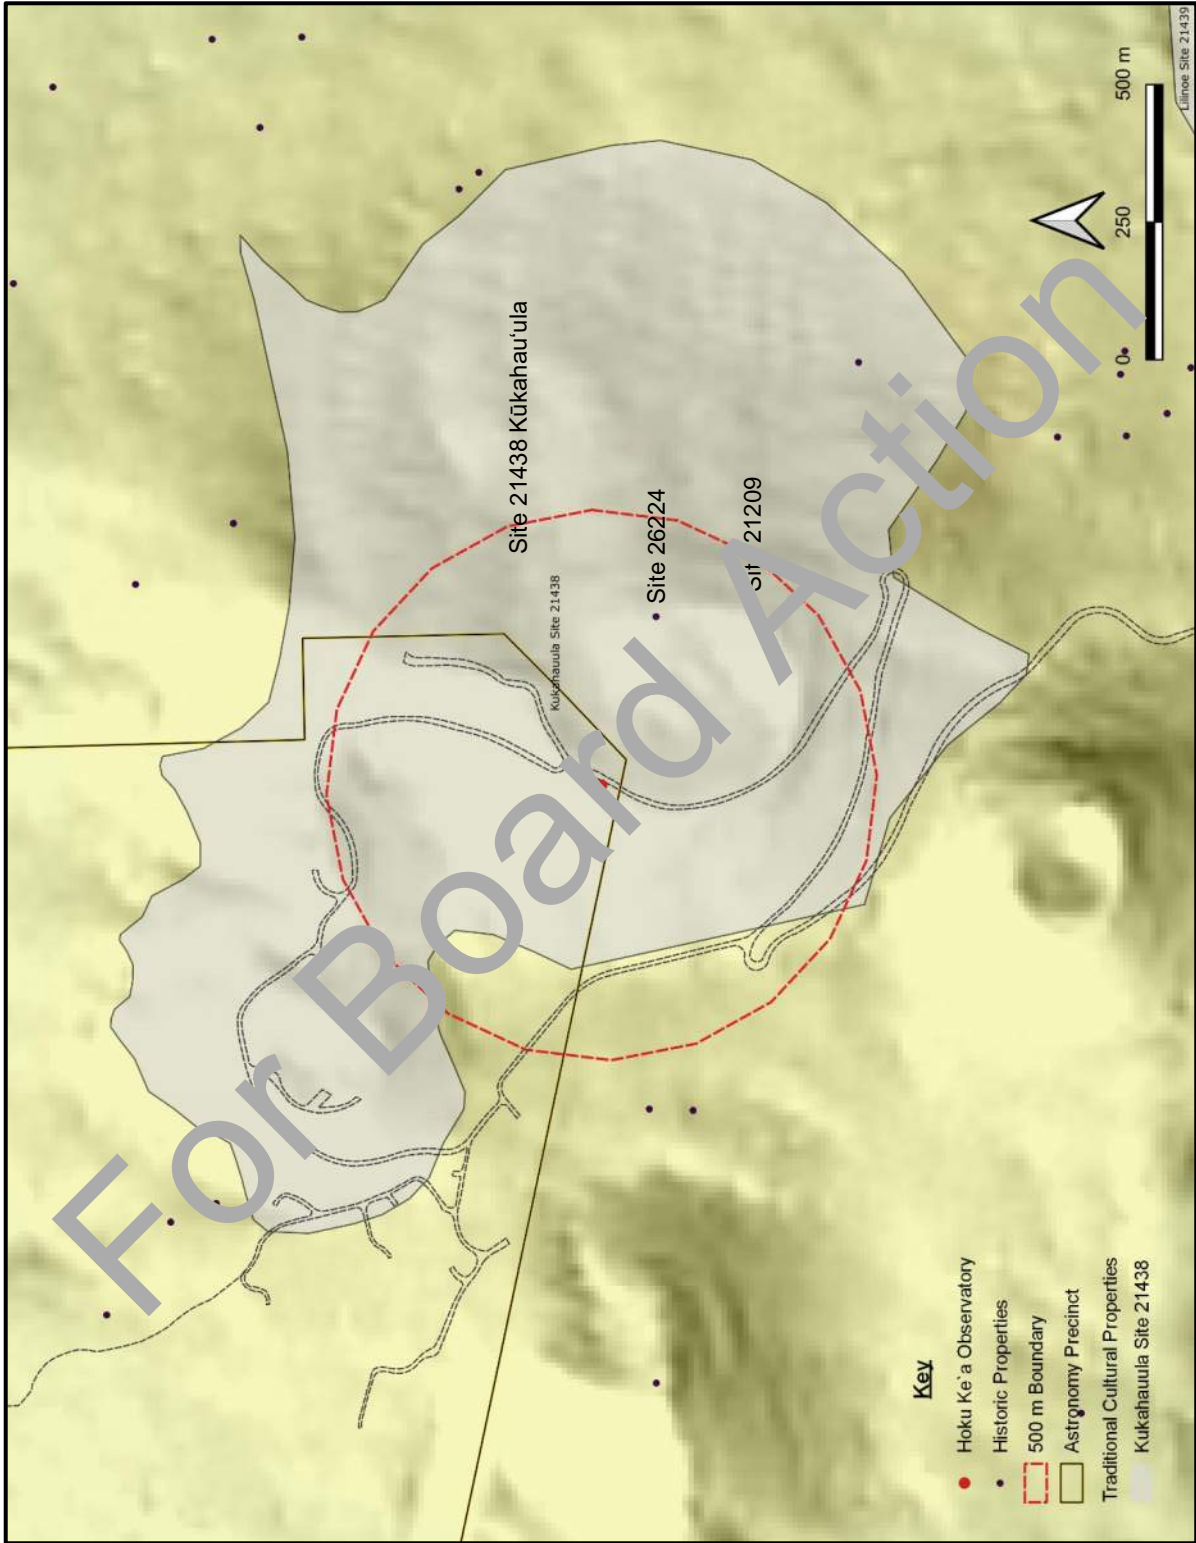 Site 21438 Kūkahau‘ula
Kukahauula Site 21438
Site 26224
21209
Lilinoe Site 21439
0 250 500 m
Key
Hoku Ke`a Observatory
Historic Properties
500 m Boundary
Astronomy Precinct
Traditional Cultural Properties
Kukahauula Site 21438
For Board Action